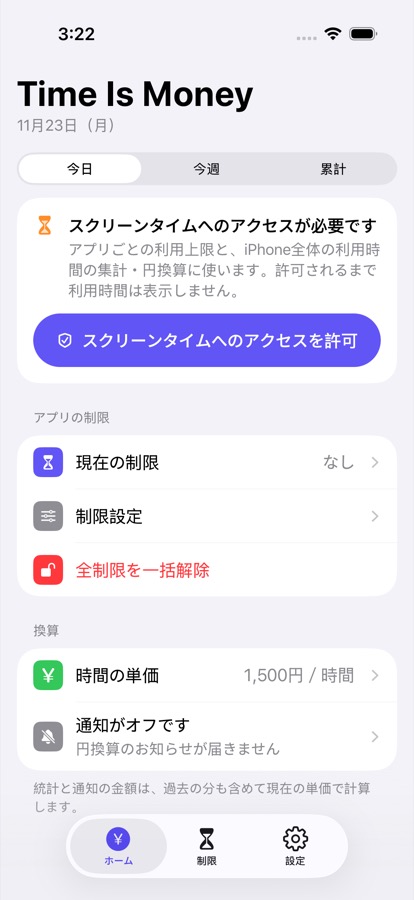 3:22
Time Is Money
11月23日（月）
今日
今週
累計
スクリーンタイムへのアクセスが必要です
アプリごとの利用上限と、iPhone全体の利用時
間の集計・円換算に使います。許可されるまで
利用時間は表示しません。
スクリーンタイムへのアクセスを許可
アプリの制限
現在の制限
なし
制限設定
全制限を一括解除
換算
¥
時間の単価
1,500円 / 時間
通知がオフです
円換算のお知らせが届きません
統計と通知の金額は、過去の分も含めて現在の単価で計算
します。
¥
ホーム
制限
設定